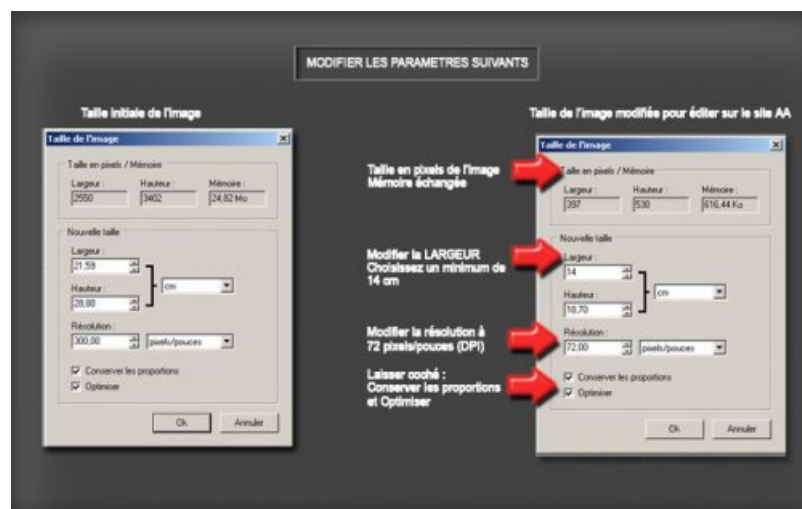 MODIFIER LES PARAMETRES SUIVANTS
Taille initiale de l'image
Taille de l'image
Taille en pixels / Mémoire
Largeur :
Hauteur :
Mémoire :
2550
3402
24,82 Mo
Nouvelle taille
Largeur :
21,59
Hauteur :
28,80
cm
Résolution :
300,00
pixels/pouces
Conserver les proportions
Optimiser
Ok
Annuler
Taille en pixels de l'image
Mémoire échangée
Modifier la LARGEUR
Choisissez un minimum de
14 cm
Modifier la résolution à
72 pixels/pouces (DPI)
Laisser coché :
Conserver les proportions
et Optimiser
Taille de l'image modifiée pour éditer sur le site AA
Taille de l'image
Taille en pixels / Mémoire
Largeur :
Hauteur :
Mémoire :
397
530
616,44 Ko
Nouvelle taille
Largeur :
14
Hauteur :
18,70
cm
Résolution :
72,00
pixels/pouces
Conserver les proportions
Optimiser
Ok
Annuler